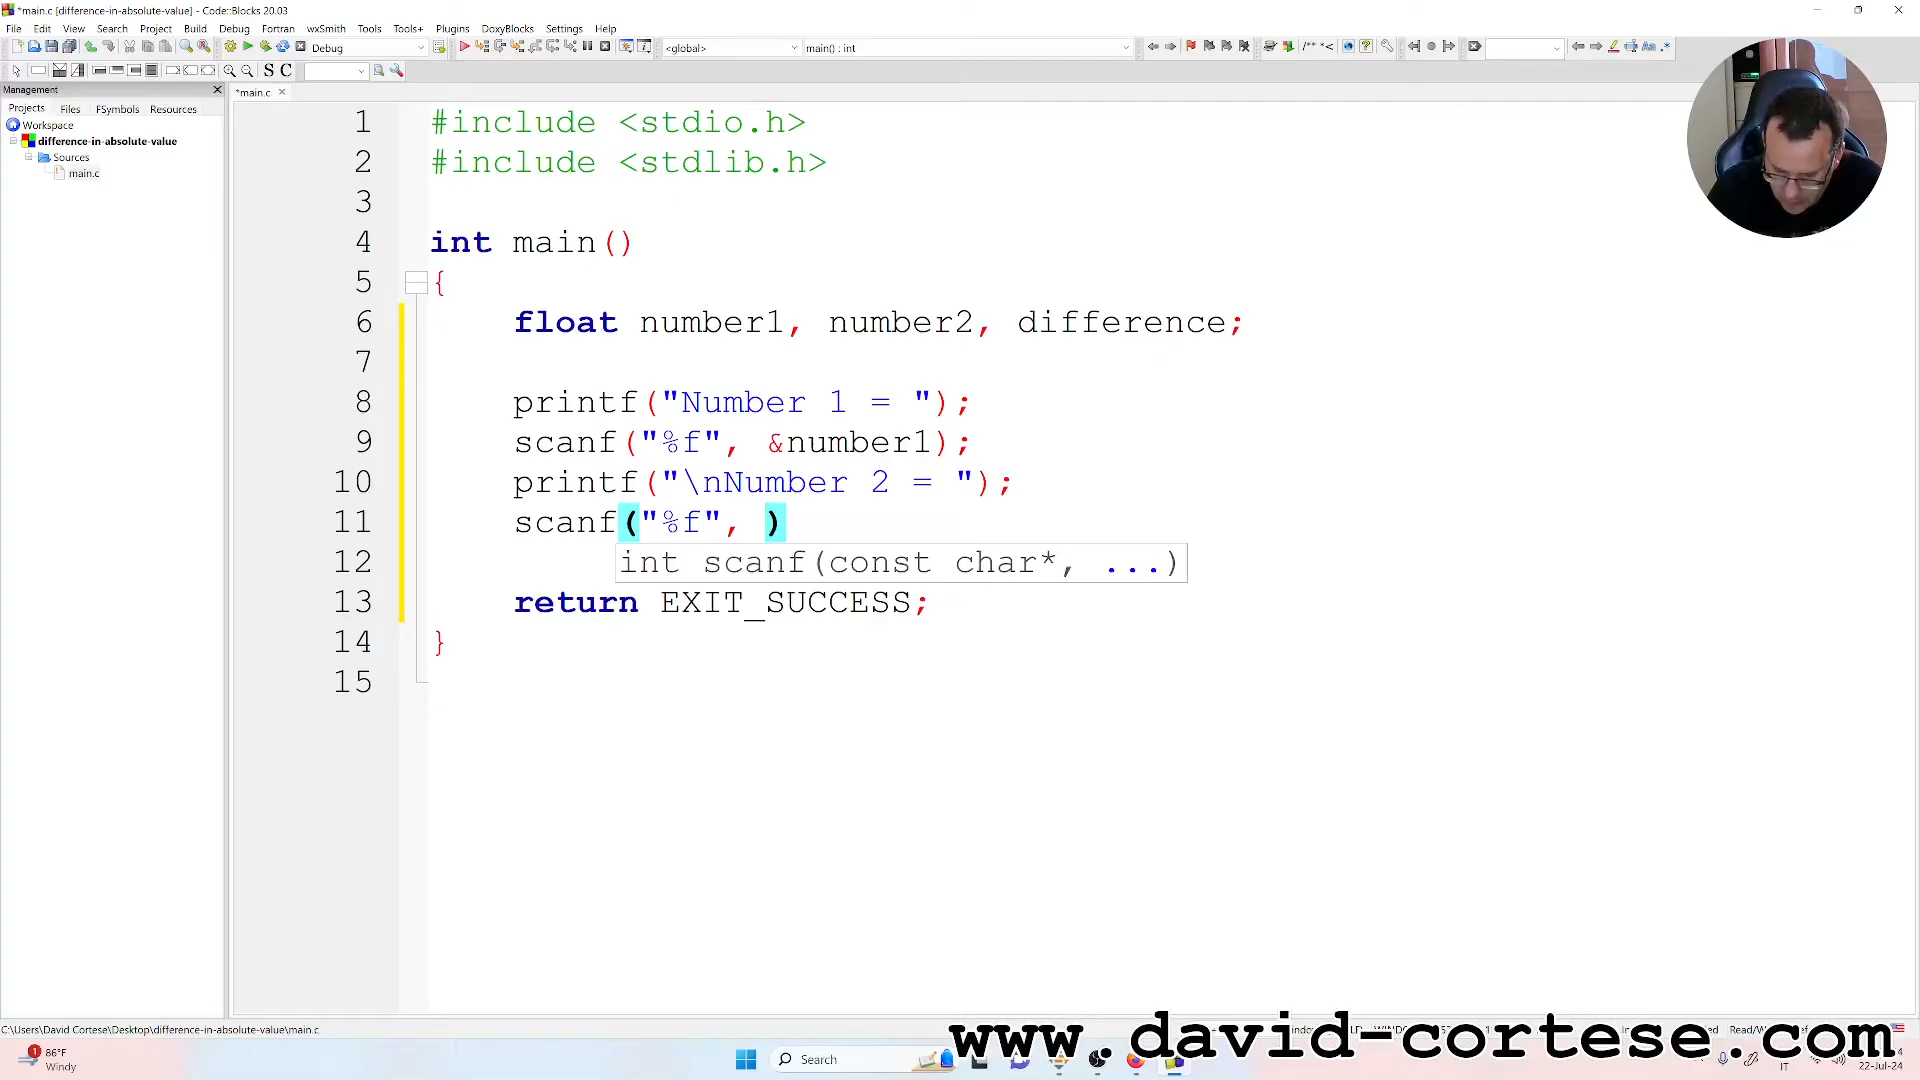 *main.c [difference-in-absolute-value] - Code::Blocks 20.03
File Edit View Search Project Build Debug Fortran wxSmith Tools Tools+ Plugins DoxyBlocks Settings Help
Debug <global> main() : int
S C
Management
*main.c
Projects Files FSymbols Resources
Workspace
difference-in-absolute-value
Sources
main.c
1 #include <stdio.h>
2 #include <stdlib.h>
3
4 int main()
5 {
6 float number1, number2, difference;
7
8 printf("Number 1 = ");
9 scanf("%f", &number1);
10 printf("\nNumber 2 = ");
11 scanf("%f", )
12 int scanf(const char*, ...)
13 return EXIT_SUCCESS;
14 }
15
C:\Users\David Cortese\Desktop\difference-in-absolute-value\main.c
www.david-cortese.com
1
86°F
Windy
Search
IT
22-Jul-24